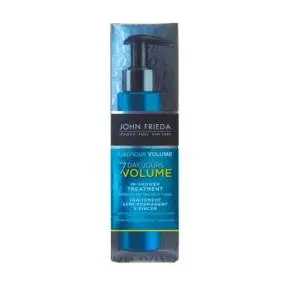 JOHN FRIEDA
LONDON PARIS NEW YORK
luxurious VOLUME
7 DAY/JOURS
VOLUME
IN-SHOWER
TREATMENT
TRAITEMENT
SEMI-PERMANENT
À RINCER